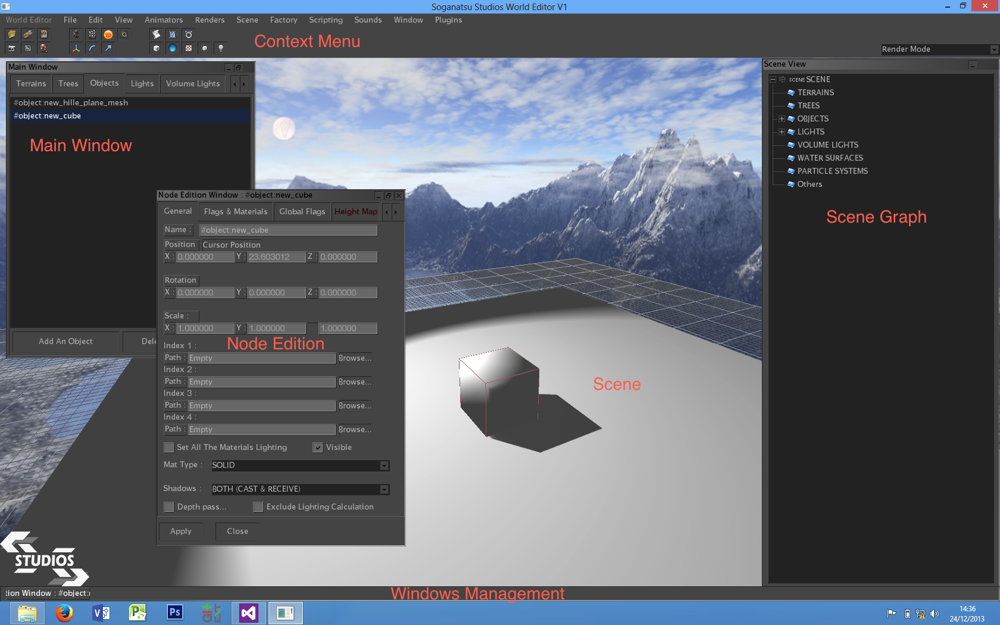 Soganatsu Studios World Editor V1
World Editor File Edit View Animators Renders Scene Factory Scripting Sounds Window Plugins
Context Menu
Render Mode
Main Window
Terrains Trees Objects Lights Volume Lights
#object:new_hille_plane_mesh
#object:new_cube
Main Window
Add An Object Dele
Node Edition Window : #object:new_cube
General Flags & Materials Global Flags Height Map
Name : #object:new_cube
Position Cursor Position
X : 0.000000 Y : 23.603012 Z : 0.000000
Rotation
X : 0.000000 Y : 0.000000 Z : 0.000000
Scale :
X : 1.000000 Y : 1.000000 1.000000
Node Edition
Index 1 :
Path : Empty Browse...
Index 2 :
Path : Empty Browse...
Index 3 :
Path : Empty Browse...
Index 4 :
Path : Empty Browse...
Set All The Materials Lighting Visible
Mat Type : SOLID
Shadows : BOTH (CAST & RECEIVE)
Depth pass... Exclude Lighting Calculation
Apply Close
Scene
Scene View
SCENE SCENE
TERRAINS
TREES
OBJECTS
LIGHTS
VOLUME LIGHTS
WATER SURFACES
PARTICLE SYSTEMS
Others
Scene Graph
STUDIOS
tion Window : #object:
Windows Management
Ps
14:36
24/12/2013